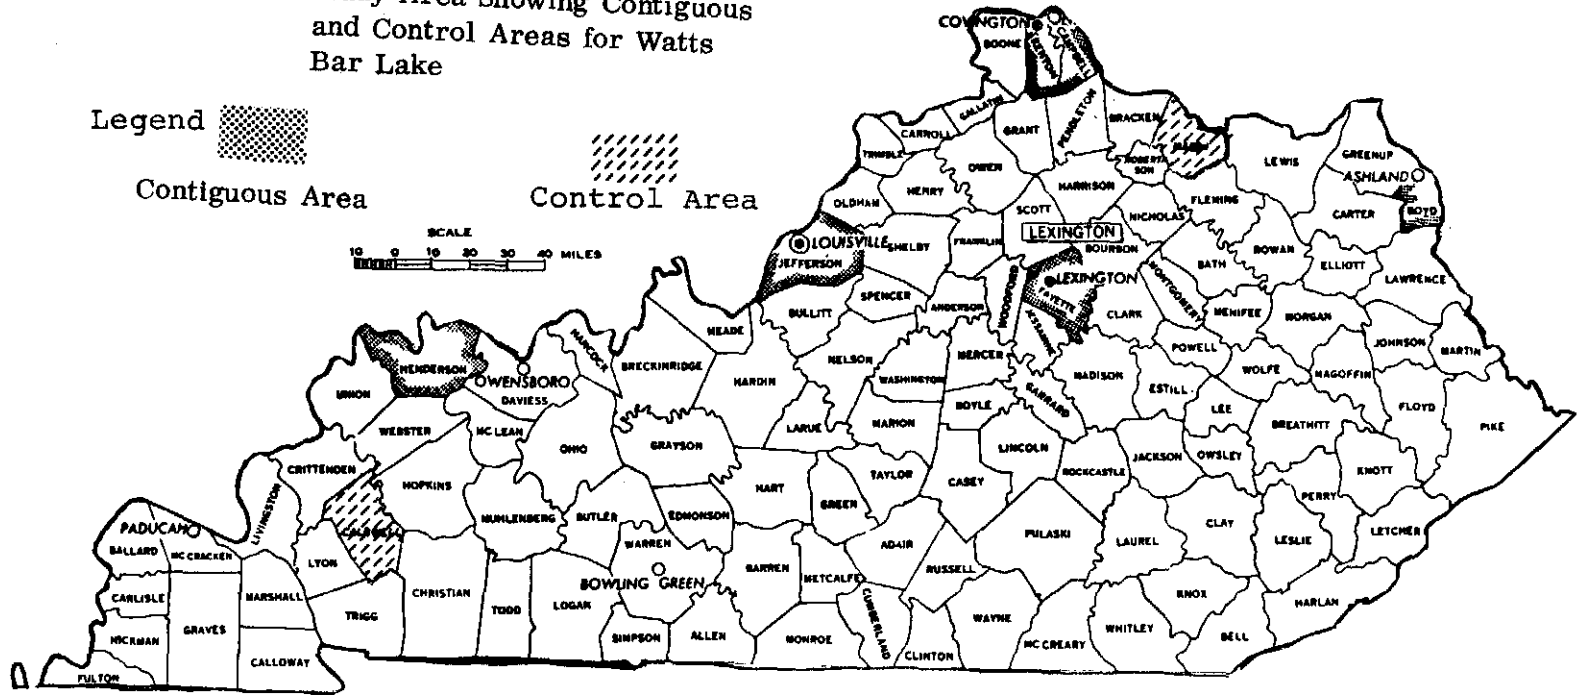 Area Showing Contiguous
and Control Areas for Watts
Bar Lake
Legend
Contiguous Area
Control Area
SCALE
10 0 10 20 30 40 MILES
COVINGTON
BOONE
KENTON
CAMPBELL
GALLATIN
CARROLL
TRIMBLE
GRANT
PENDLETON
BRACKEN
MASON
ROBERT
SON
LEWIS
GREENUP
ASHLAND
BOYD
CARTER
OWEN
HENRY
OLDHAM
HARRISON
SCOTT
NICHOLAS
FLEMING
LOUISVILLE
JEFFERSON
SHELBY
FRANKLIN
LEXINGTON
BOURBON
LEXINGTON
FAYETTE
WOODFORD
JESSAMINE
MONTGOMERY
BATH
ROWAN
ELLIOTT
LAWRENCE
BULLITT
SPENCER
ANDERSON
CLARK
MENIFEE
MORGAN
JOHNSON
MARTIN
MEADE
HANCOCK
BRECKINRIDGE
HARDIN
NELSON
WASHINGTON
MERCER
GARRARD
MADISON
POWELL
ESTILL
WOLFE
MAGOFFIN
LEE
FLOYD
PIKE
HENDERSON
OWENSBORO
DAVIESS
UNION
WEBSTER
MC LEAN
OHIO
GRAYSON
LARUE
MARION
BOYLE
LINCOLN
ROCKCASTLE
JACKSON
OWSLEY
BREATHITT
KNOTT
PERRY
CRITTENDEN
LIVINGSTON
HOPKINS
CALDWELL
MUHLENBERG
BUTLER
EDMONSON
HART
GREEN
TAYLOR
CASEY
PULASKI
LAUREL
CLAY
LESLIE
LETCHER
PADUCAH
BALLARD
MC CRACKEN
LYON
WARREN
BOWLING GREEN
BARREN
METCALFE
ADAIR
RUSSELL
CARLISLE
MARSHALL
TRIGG
CHRISTIAN
TODD
LOGAN
SIMPSON
ALLEN
MONROE
CUMBERLAND
CLINTON
WAYNE
MC CREARY
WHITLEY
KNOX
BELL
HARLAN
HICKMAN
GRAVES
CALLOWAY
FULTON